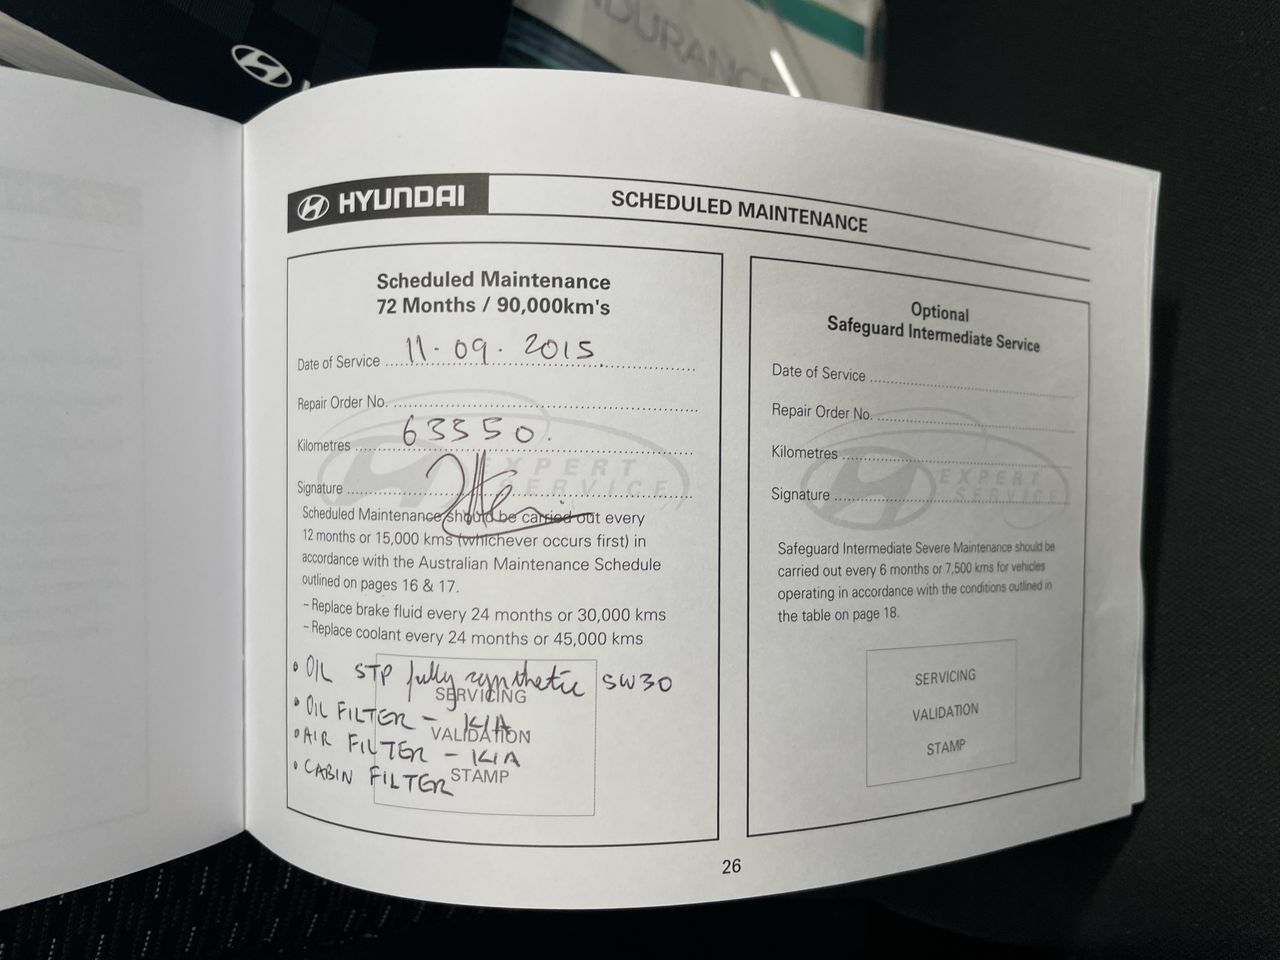 DURANCE
HYUNDAI
SCHEDULED MAINTENANCE
Scheduled Maintenance
72 Months / 90,000km's
Date of Service 11-09-2015
Repair Order No.
Kilometres 63350.
Signature
EXPERT
SERVICE
Scheduled Maintenance should be carried out every
12 months or 15,000 kms (whichever occurs first) in
accordance with the Australian Maintenance Schedule
outlined on pages 16 & 17.
- Replace brake fluid every 24 months or 30,000 kms
- Replace coolant every 24 months or 45,000 kms
• OIL STP fully synthetic 5W30
• OIL FILTER - KIA
• AIR FILTER - KIA
• CABIN FILTER
SERVICING
VALIDATION
STAMP
Optional
Safeguard Intermediate Service
Date of Service
Repair Order No.
Kilometres
Signature
EXPERT
SERVICE
Safeguard Intermediate Severe Maintenance should be
carried out every 6 months or 7,500 kms for vehicles
operating in accordance with the conditions outlined in
the table on page 18.
SERVICING
VALIDATION
STAMP
26